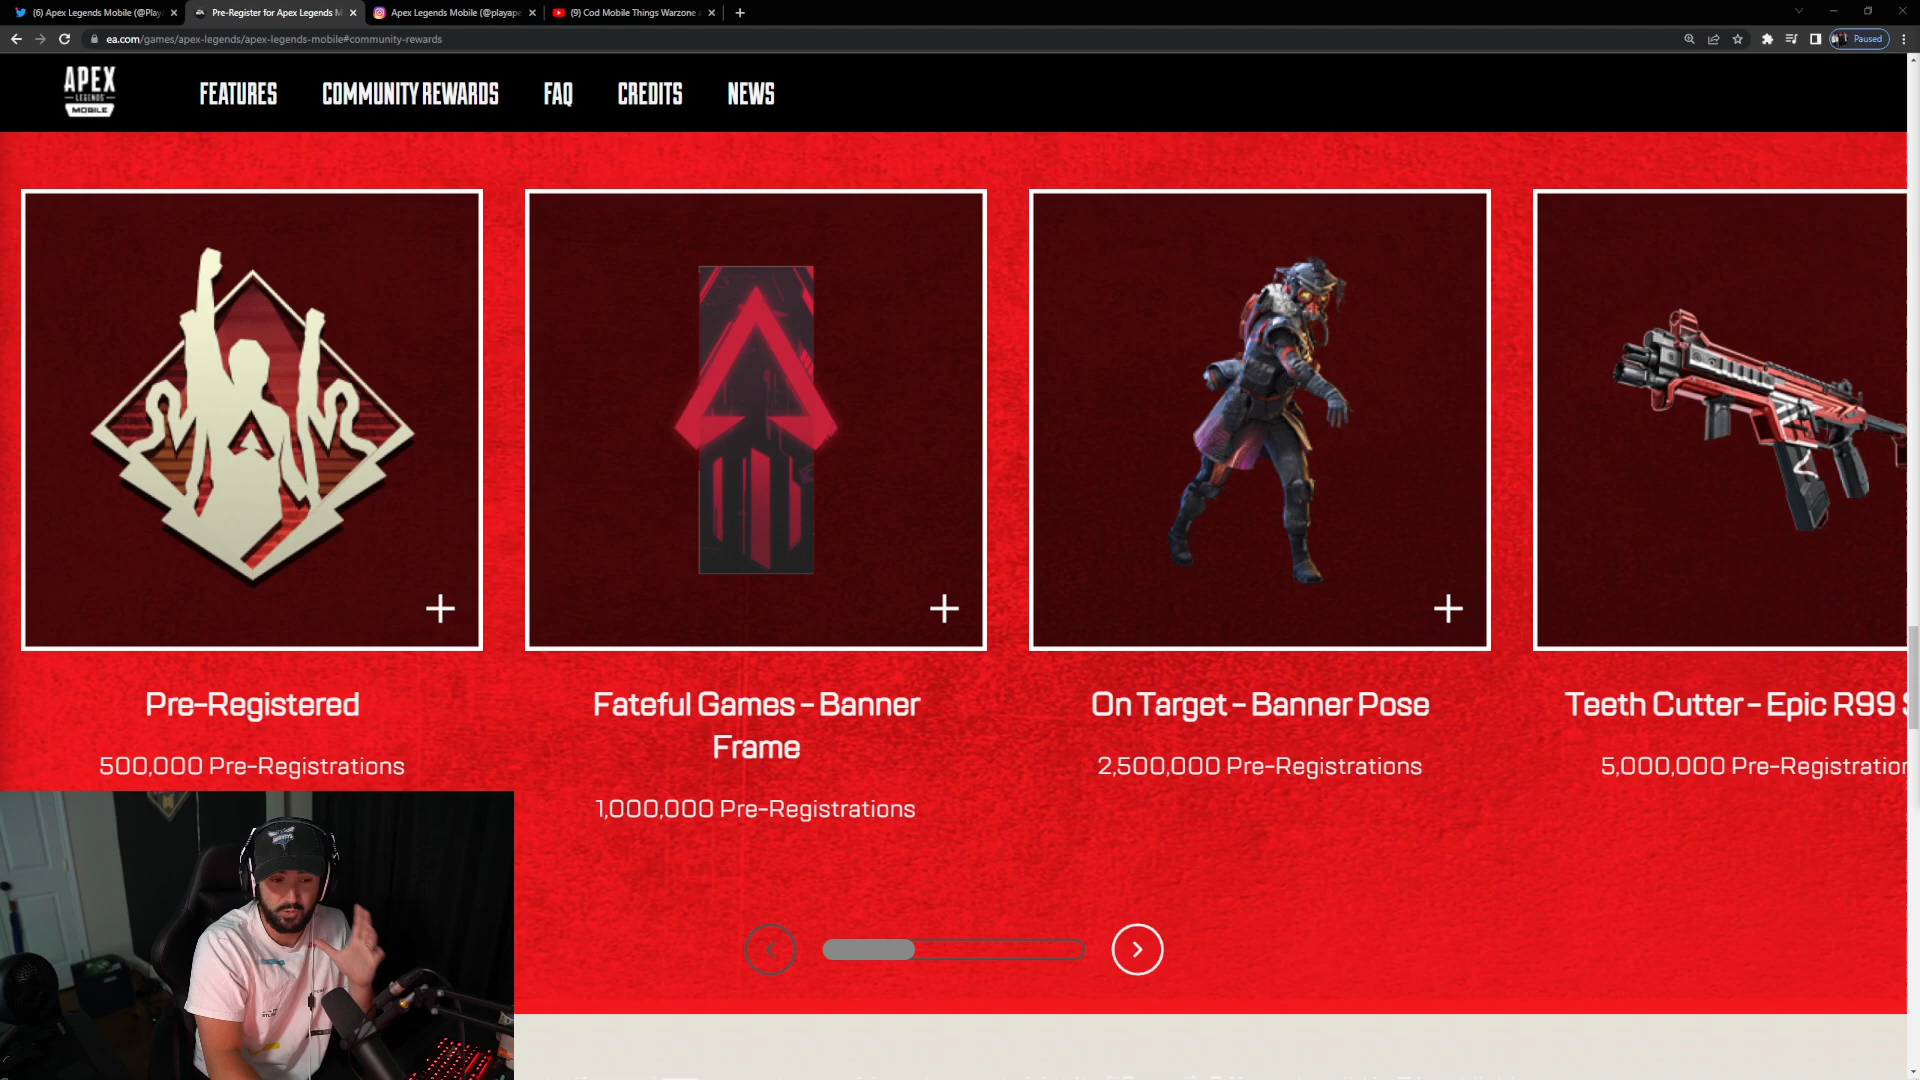 (6) Apex Legends Mobile (@Play
Pre-Register for Apex Legends M
Apex Legends Mobile (@playape
(9) Cod Mobile Things Warzone
ea.com/games/apex-legends/apex-legends-mobile#community-rewards
Paused
APEX
LEGENDS
MOBILE
FEATURES
COMMUNITY REWARDS
FAQ
CREDITS
NEWS
Pre-Registered
500,000 Pre-Registrations
Fateful Games - Banner
Frame
1,000,000 Pre-Registrations
On Target - Banner Pose
2,500,000 Pre-Registrations
Teeth Cutter - Epic R99 S
5,000,000 Pre-Registration